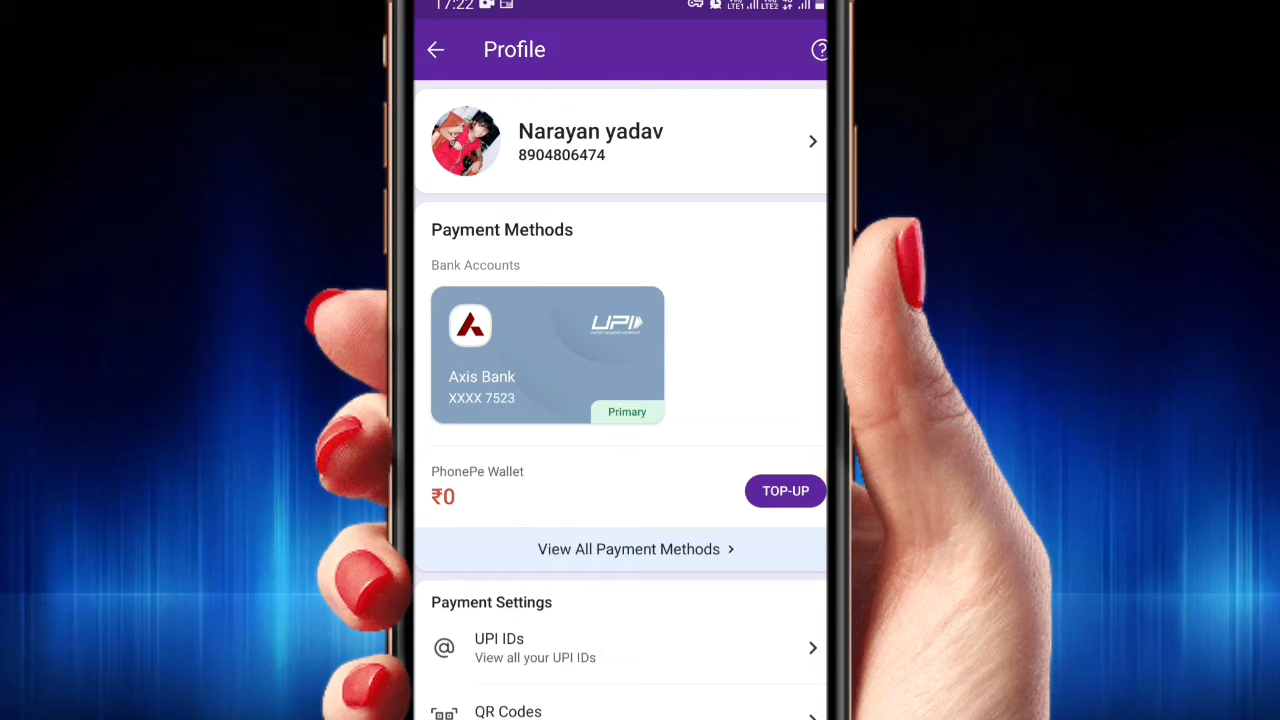 17:22
Profile
Narayan yadav
8904806474
Payment Methods
Bank Accounts
UPI
Axis Bank
XXXX 7523
Primary
PhonePe Wallet
₹0
TOP-UP
View All Payment Methods
Payment Settings
@ UPI IDs
View all your UPI IDs
QR Codes